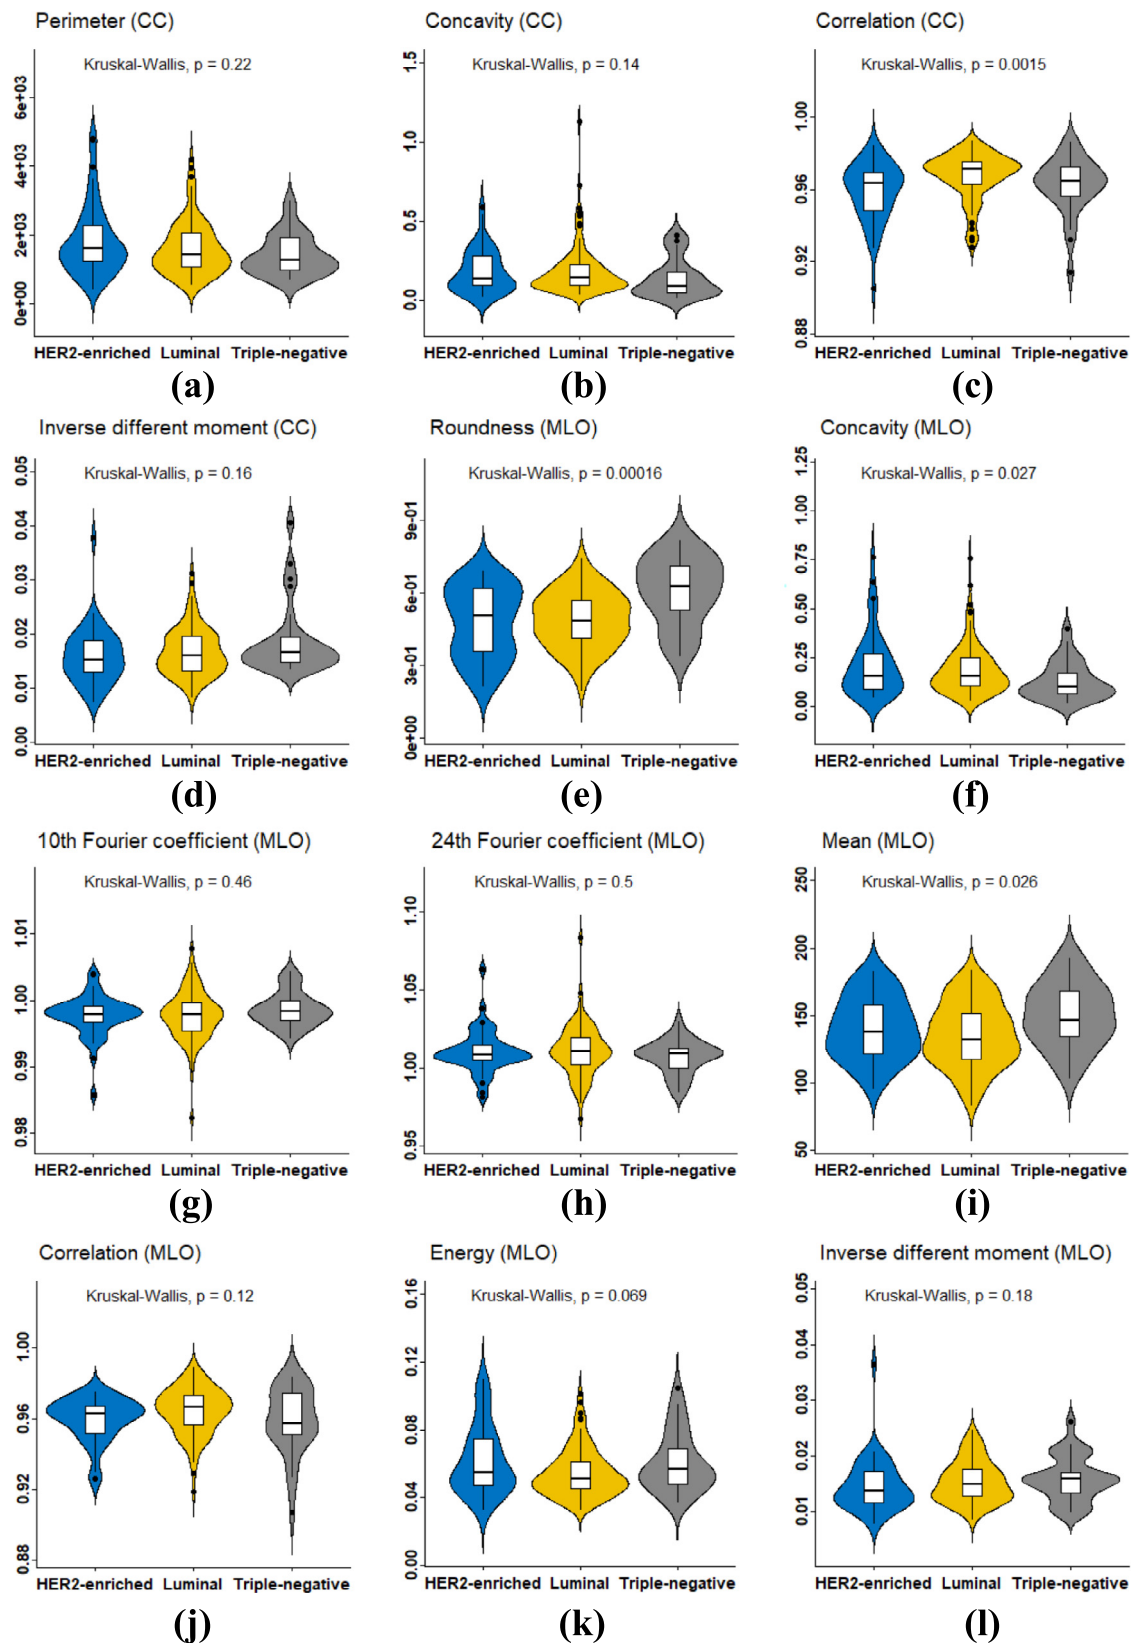 Perimeter (CC)
Kruskal-Wallis, p = 0.22
0e+00 2e+03 4e+03 6e+03
HER2-enriched Luminal Triple-negative
(a)
Concavity (CC)
Kruskal-Wallis, p = 0.14
0.0 0.5 1.0 1.5
HER2-enriched Luminal Triple-negative
(b)
Correlation (CC)
Kruskal-Wallis, p = 0.0015
0.88 0.92 0.96 1.00
HER2-enriched Luminal Triple-negative
(c)
Inverse different moment (CC)
Kruskal-Wallis, p = 0.16
0.00 0.01 0.02 0.03 0.04 0.05
HER2-enriched Luminal Triple-negative
(d)
Roundness (MLO)
Kruskal-Wallis, p = 0.00016
0e+00 3e-01 6e-01 9e-01
HER2-enriched Luminal Triple-negative
(e)
Concavity (MLO)
Kruskal-Wallis, p = 0.027
0.00 0.25 0.50 0.75 1.00 1.25
HER2-enriched Luminal Triple-negative
(f)
10th Fourier coefficient (MLO)
Kruskal-Wallis, p = 0.46
0.98 0.99 1.00 1.01
HER2-enriched Luminal Triple-negative
(g)
24th Fourier coefficient (MLO)
Kruskal-Wallis, p = 0.5
0.95 1.00 1.05 1.10
HER2-enriched Luminal Triple-negative
(h)
Mean (MLO)
Kruskal-Wallis, p = 0.026
50 100 150 200 250
HER2-enriched Luminal Triple-negative
(i)
Correlation (MLO)
Kruskal-Wallis, p = 0.12
0.88 0.92 0.96 1.00
HER2-enriched Luminal Triple-negative
(j)
Energy (MLO)
Kruskal-Wallis, p = 0.069
0.00 0.04 0.08 0.12 0.16
HER2-enriched Luminal Triple-negative
(k)
Inverse different moment (MLO)
Kruskal-Wallis, p = 0.18
0.01 0.02 0.03 0.04 0.05
HER2-enriched Luminal Triple-negative
(l)